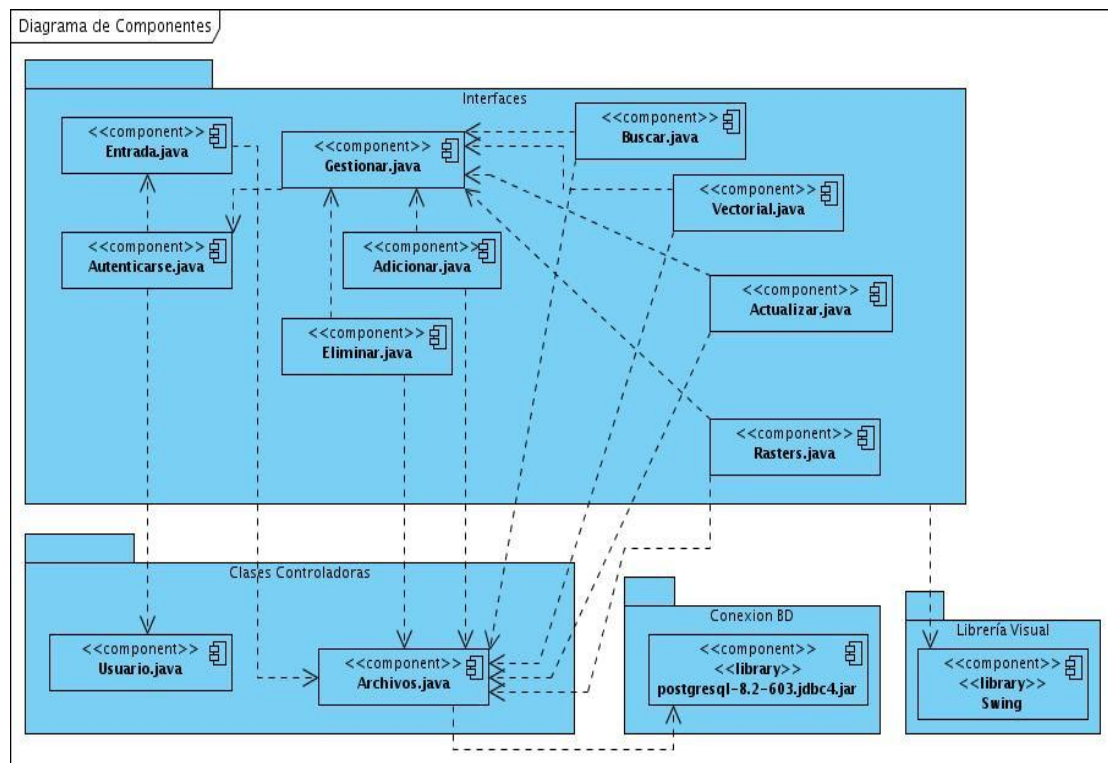 Diagrama de Componentes
Interfaces
<<component>>
Entrada.java
<<component>>
Gestionar.java
<<component>>
Buscar.java
<<component>>
Vectorial.java
<<component>>
Autenticarse.java
<<component>>
Adicionar.java
<<component>>
Actualizar.java
<<component>>
Eliminar.java
<<component>>
Rasters.java
Clases Controladoras
<<component>>
Usuario.java
<<component>>
Archivos.java
Conexion BD
<<component>>
<<library>>
postgresql-8.2-603.jdbc4.jar
Librería Visual
<<component>>
<<library>>
Swing